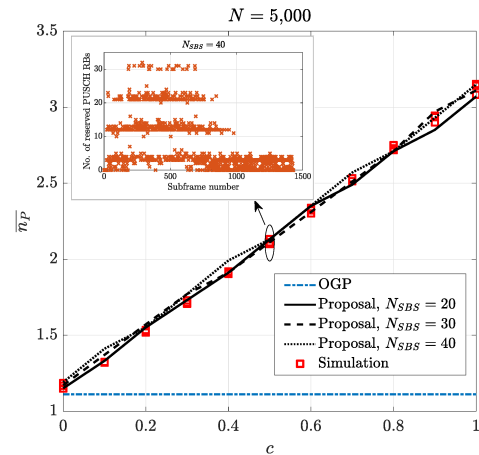 N = 5,000
3.5
3
2.5
2
1.5
1
n̅_P
0 0.2 0.4 0.6 0.8 1
c
N_SBS = 40
No. of reserved PUSCH RBs
30
20
10
0
0 500 1000 1500
Subframe number
OGP
Proposal, N_SBS = 20
Proposal, N_SBS = 30
Proposal, N_SBS = 40
Simulation